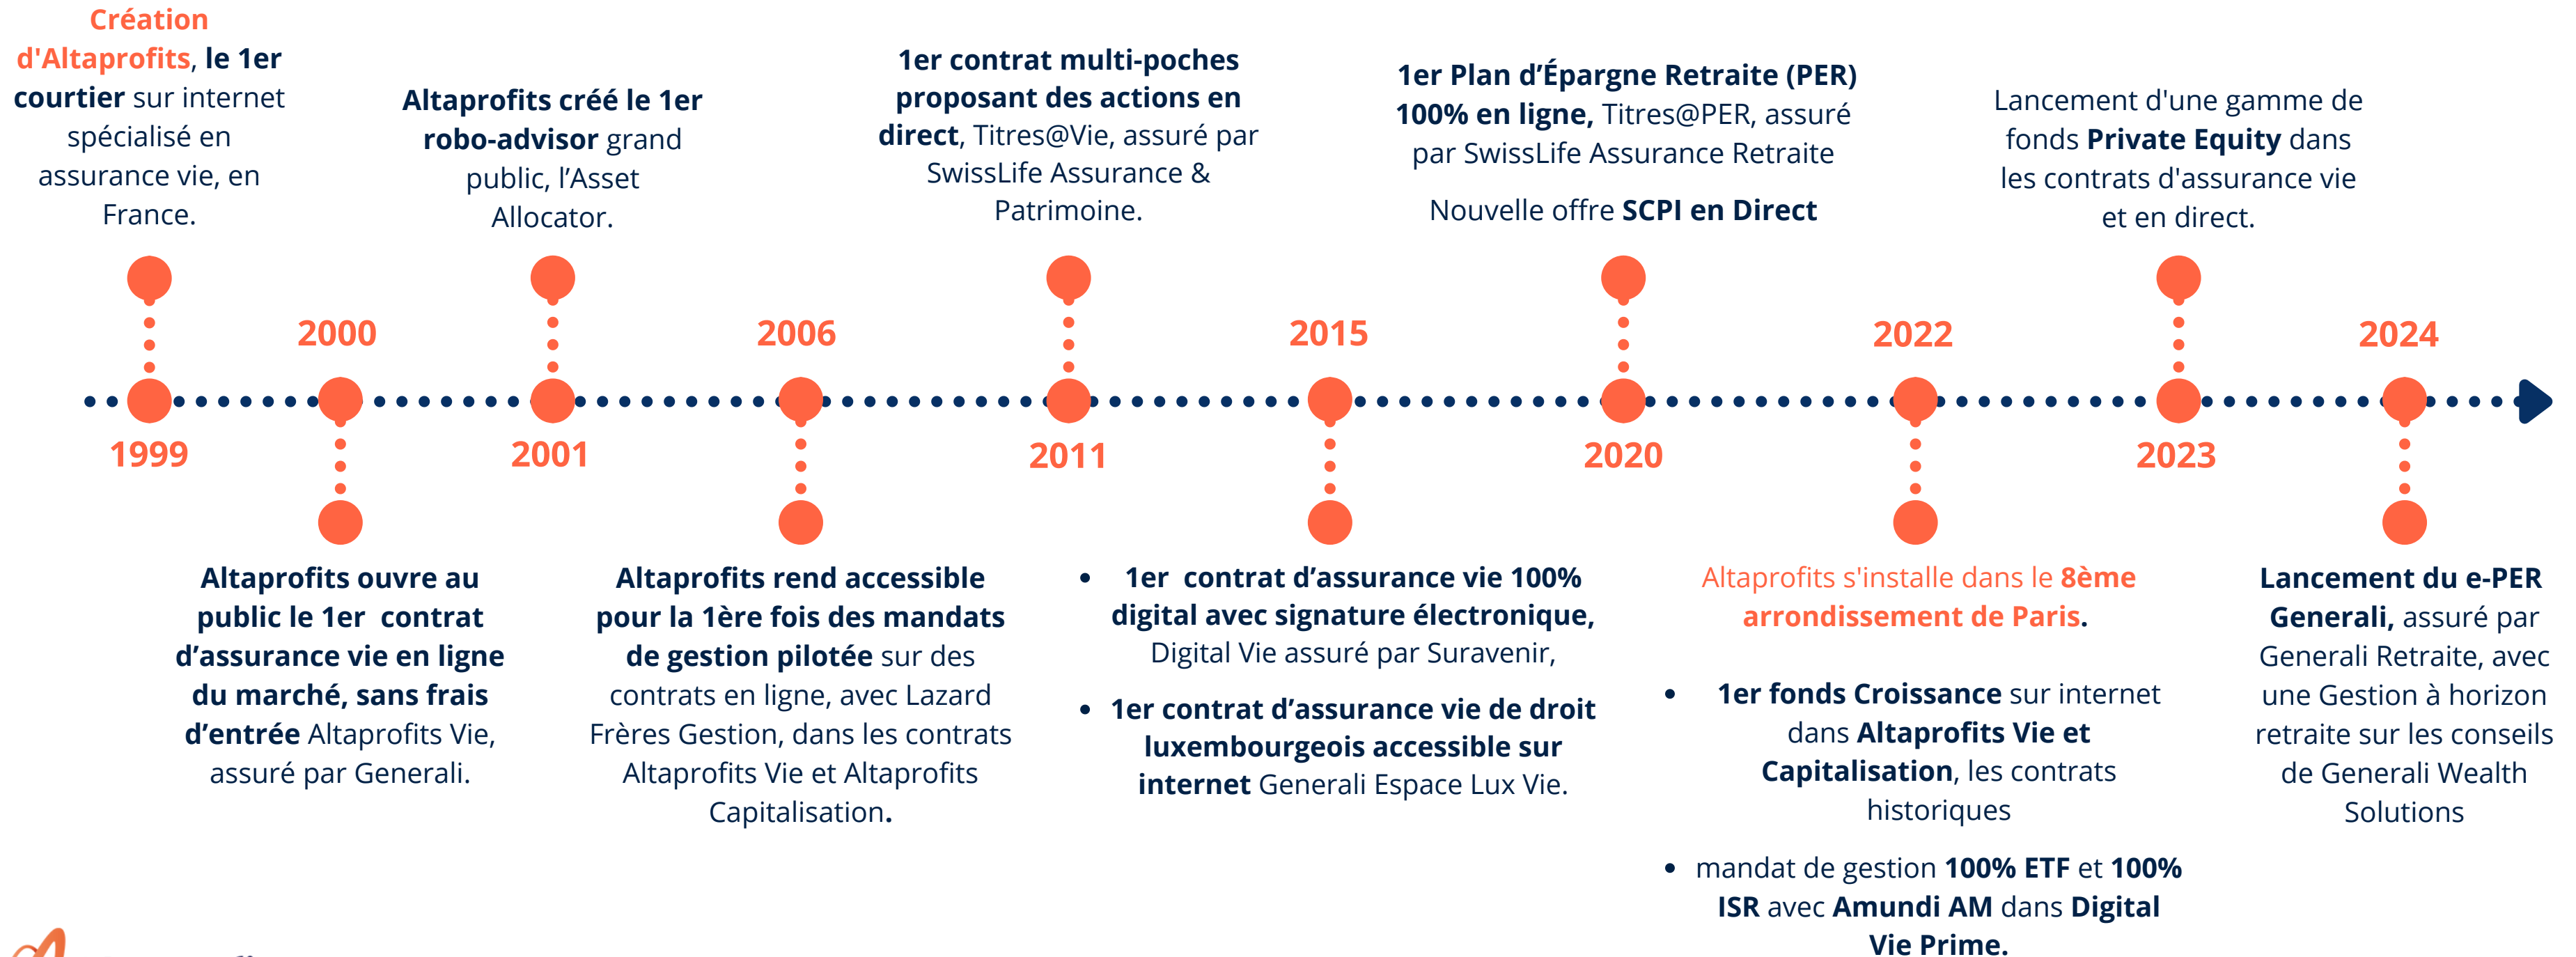 Création
d'Altaprofits, le 1er
courtier sur internet
spécialisé en
assurance vie, en
France.
1999
2000
Altaprofits ouvre au
public le 1er contrat
d’assurance vie en ligne
du marché, sans frais
d’entrée Altaprofits Vie,
assuré par Generali.
Altaprofits créé le 1er
robo-advisor grand
public, l’Asset
Allocator.
2001
2006
Altaprofits rend accessible
pour la 1ère fois des mandats
de gestion pilotée sur des
contrats en ligne, avec Lazard
Frères Gestion, dans les contrats
Altaprofits Vie et Altaprofits
Capitalisation.
1er contrat multi-poches
proposant des actions en
direct, Titres@Vie, assuré par
SwissLife Assurance &
Patrimoine.
2011
2015
• 1er contrat d’assurance vie 100%
digital avec signature électronique,
Digital Vie assuré par Suravenir,
• 1er contrat d’assurance vie de droit
luxembourgeois accessible sur
internet Generali Espace Lux Vie.
1er Plan d’Épargne Retraite (PER)
100% en ligne, Titres@PER, assuré
par SwissLife Assurance Retraite
Nouvelle offre SCPI en Direct
2020
2022
Altaprofits s'installe dans le 8ème
arrondissement de Paris.
• 1er fonds Croissance sur internet
dans Altaprofits Vie et
Capitalisation, les contrats
historiques
• mandat de gestion 100% ETF et 100%
ISR avec Amundi AM dans Digital
Vie Prime.
Lancement d'une gamme de
fonds Private Equity dans
les contrats d'assurance vie
et en direct.
2023
2024
Lancement du e-PER
Generali, assuré par
Generali Retraite, avec
une Gestion à horizon
retraite sur les conseils
de Generali Wealth
Solutions